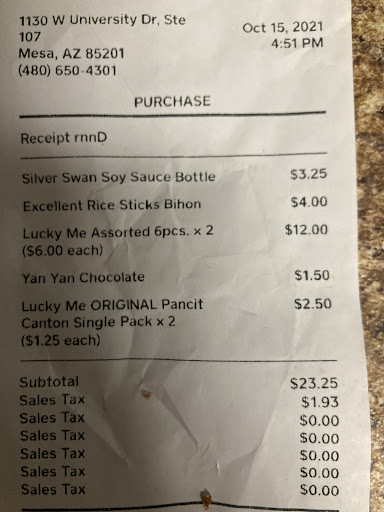 1130 W University Dr, Ste
107
Mesa, AZ 85201
(480) 650-4301
Oct 15, 2021
4:51 PM
PURCHASE
Receipt rnnD
Silver Swan Soy Sauce Bottle $3.25
Excellent Rice Sticks Bihon $4.00
Lucky Me Assorted 6pcs. x 2 $12.00
($6.00 each)
Yan Yan Chocolate $1.50
Lucky Me ORIGINAL Pancit $2.50
Canton Single Pack x 2
($1.25 each)
Subtotal $23.25
Sales Tax $1.93
Sales Tax $0.00
Sales Tax $0.00
Sales Tax $0.00
Sales Tax $0.00
Sales Tax $0.00